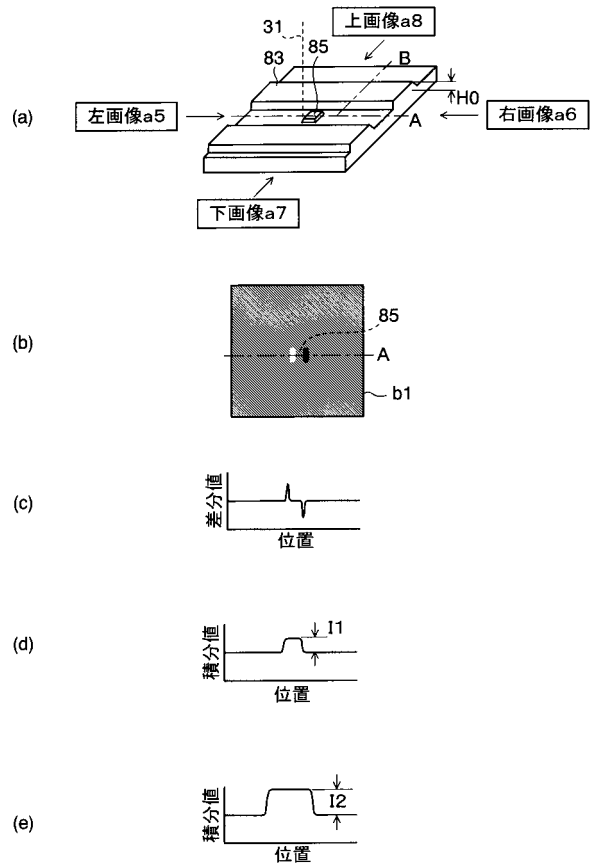 (a)
31
上画像a8
83
85
B
H0
左画像a5
A
右画像a6
下画像a7
(b)
85
A
b1
(c)
差分値
位置
(d)
積分値
I1
位置
(e)
積分値
I2
位置